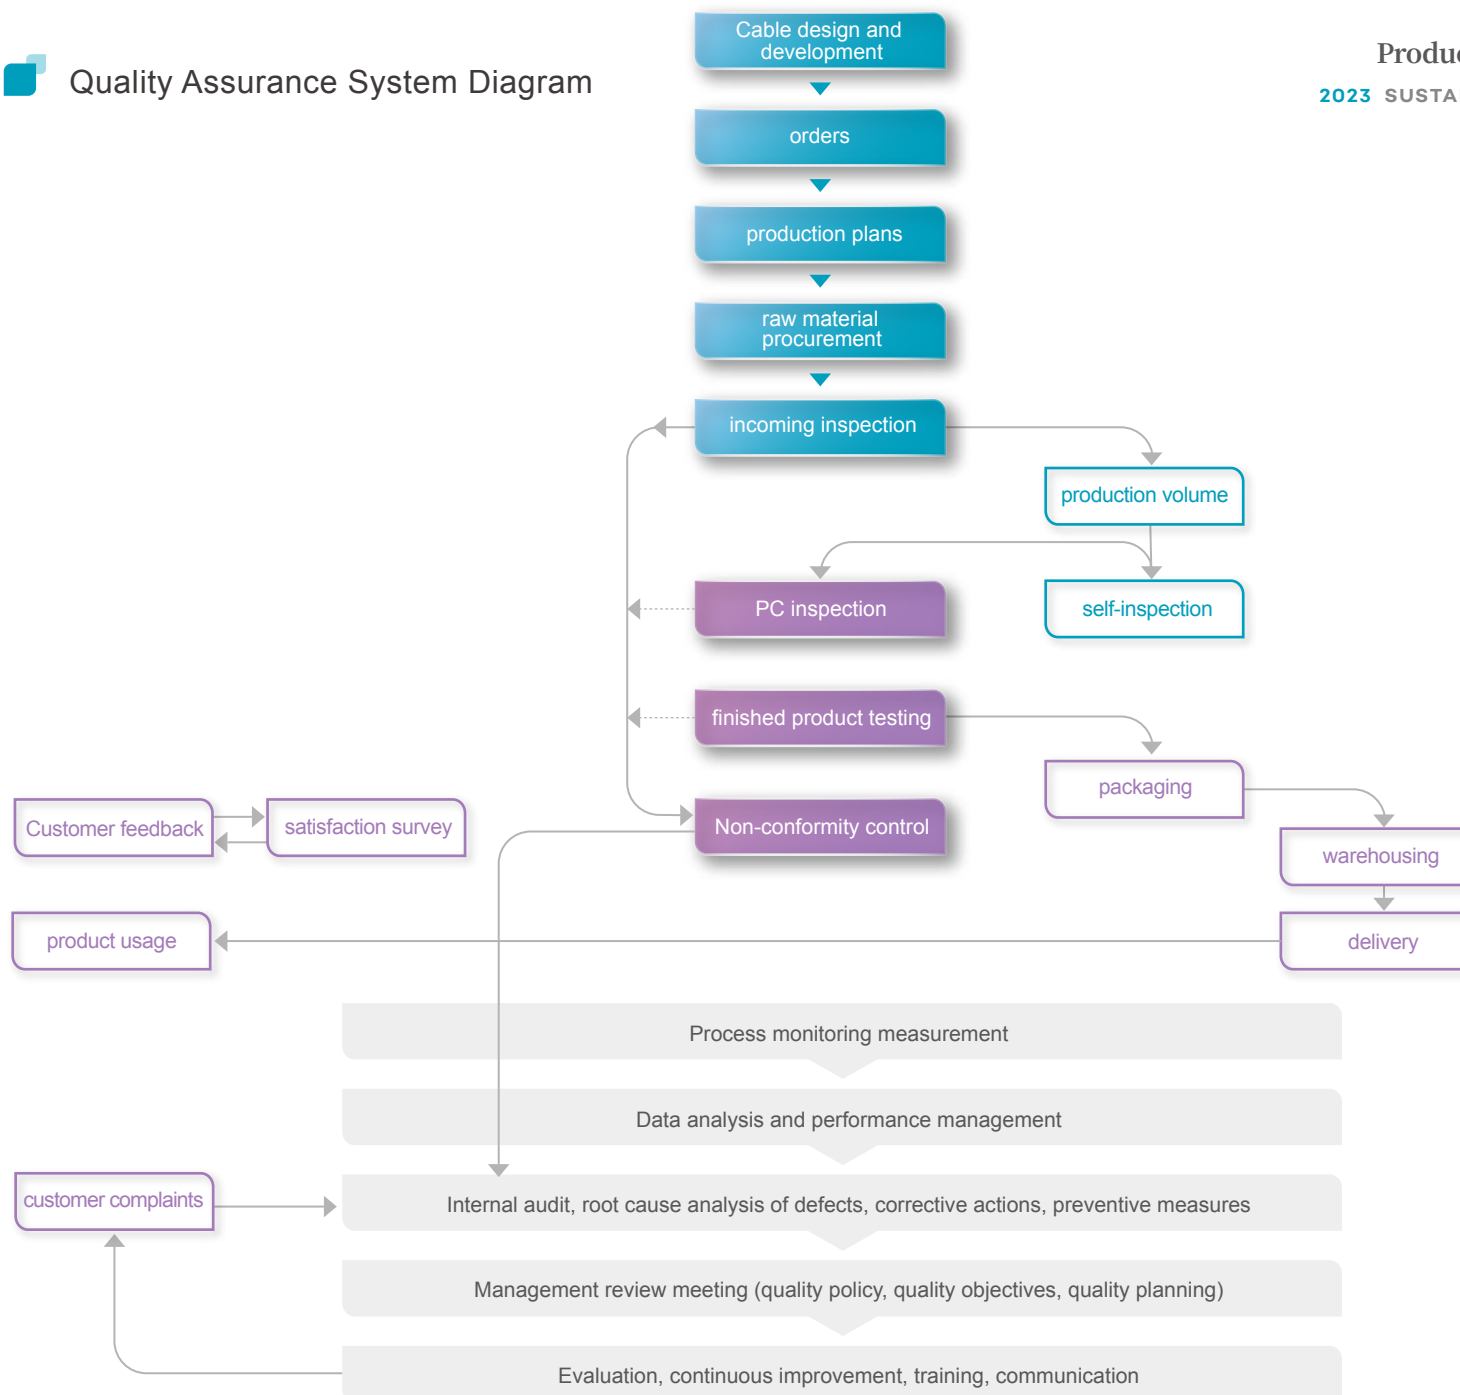 Cable design and
development
Quality Assurance System Diagram
2023 SUSTA
orders
production plans
raw material
procurement
incoming inspection
production volume
PC inspection
self-inspection
finished product testing
packaging
Customer feedback
satisfaction survey
Non-conformity control
warehousing
product usage
delivery
Process monitoring measurement
Data analysis and performance management
customer complaints
Internal audit, root cause analysis of defects, corrective actions, preventive measures
Management review meeting (quality policy, quality objectives, quality planning)
Evaluation, continuous improvement, training, communication